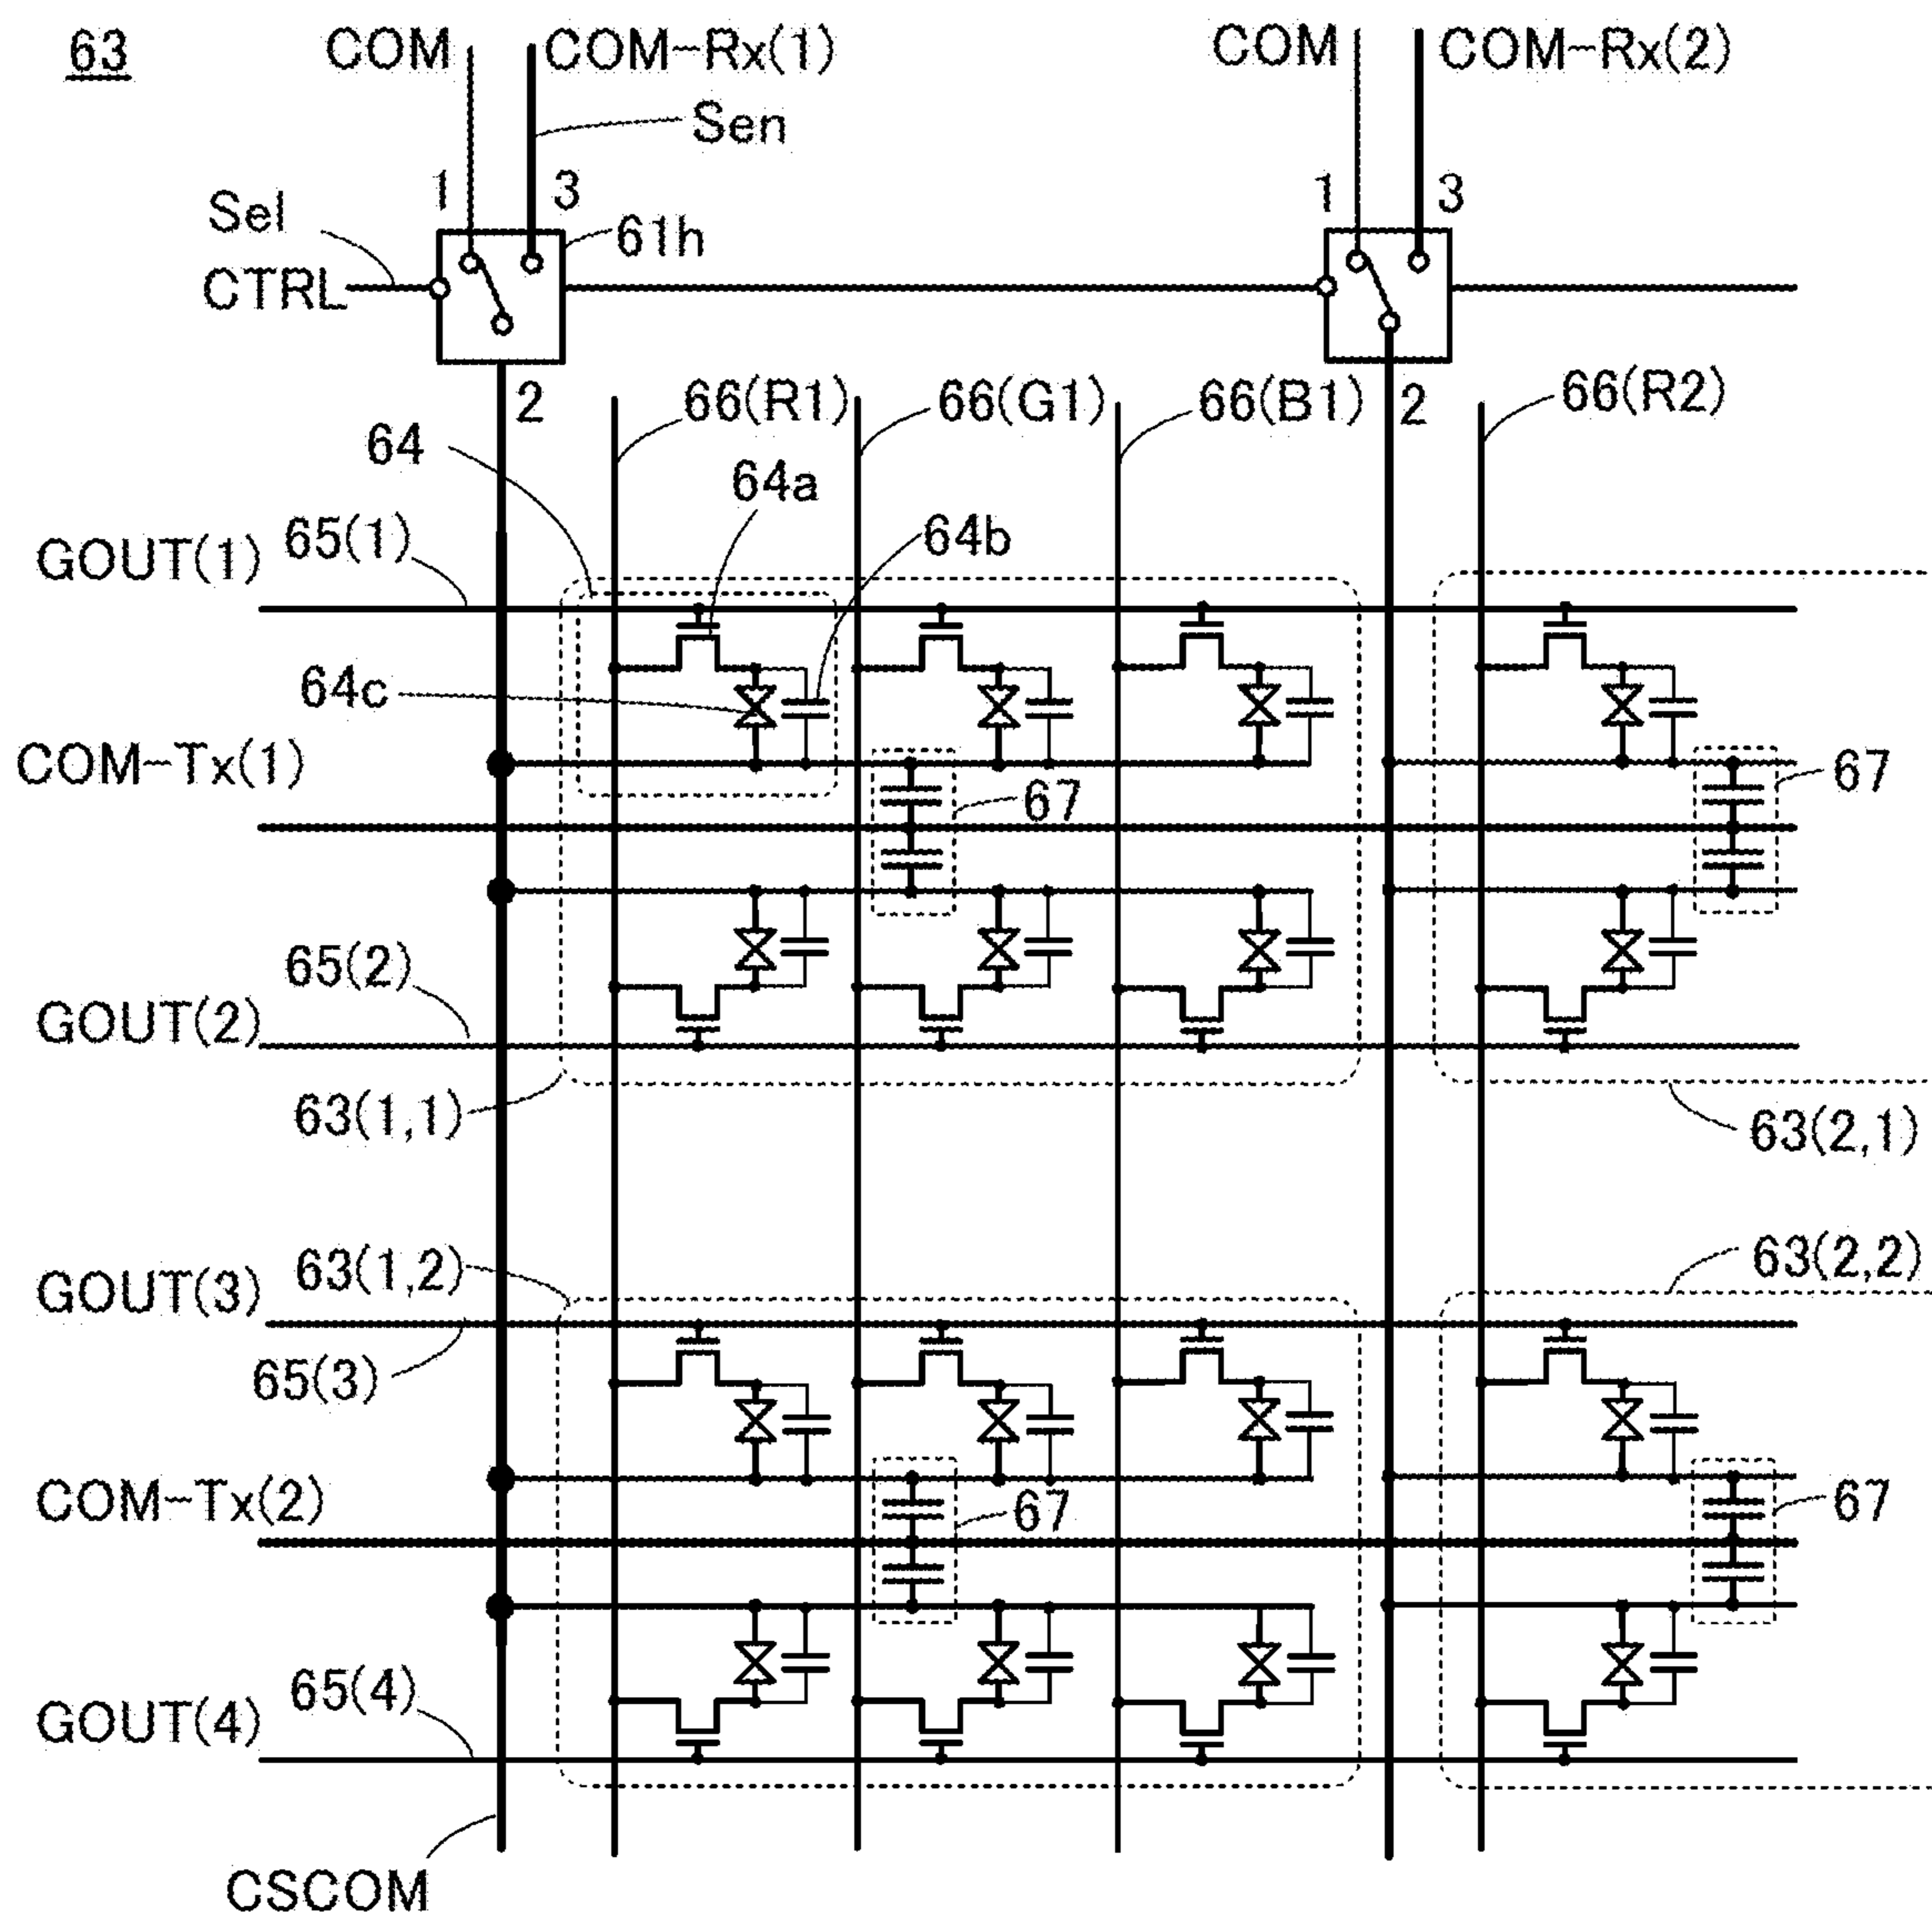 63
COM COM-Rx(1) COM COM-Rx(2)
Sen
1 3 1 3
Sel 61h
CTRL
2 66(R1) 66(G1) 66(B1) 2 66(R2)
64
64a
GOUT(1) 65(1) 64b
64c
COM-Tx(1) 67 67
65(2)
GOUT(2)
63(1,1) 63(2,1)
GOUT(3) 63(1,2) 63(2,2)
65(3)
COM-Tx(2) 67 67
65(4)
GOUT(4)
CSCOM